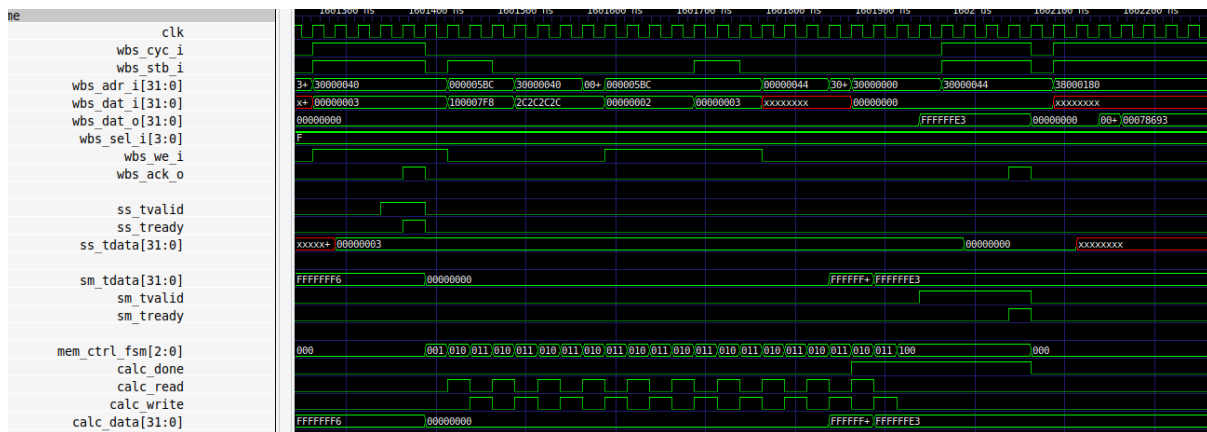 1601300 ns 1601400 ns 1601500 ns 1601600 ns 1601700 ns 1601800 ns 1601900 ns 1602 us 1602100 ns 1602200 ns
me
clk
wbs_cyc_i
wbs_stb_i
wbs_adr_i[31:0] 3+ 30000040 000005BC 30000040 00+ 000005BC 30000044 30+ 30000000 30000044 38000180
wbs_dat_i[31:0] x+ 00000003 100007F8 2C2C2C2C 00000002 00000003 xxxxxxxx 00000000 xxxxxxxx
wbs_dat_o[31:0] 00000000 FFFFFFE3 00000000 00+ 00078693
wbs_sel_i[3:0] F
wbs_we_i
wbs_ack_o
ss_tvalid
ss_tready
ss_tdata[31:0] xxxxx+ 00000003 00000000 xxxxxxxx
sm_tdata[31:0] FFFFFFF6 00000000 FFFFFF+ FFFFFFE3
sm_tvalid
sm_tready
mem_ctrl_fsm[2:0] 000 001 010 011 010 011 010 011 010 011 010 011 010 011 010 011 010 011 010 011 010 011 100 000
calc_done
calc_read
calc_write
calc_data[31:0] FFFFFFF6 00000000 FFFFFF+ FFFFFFE3